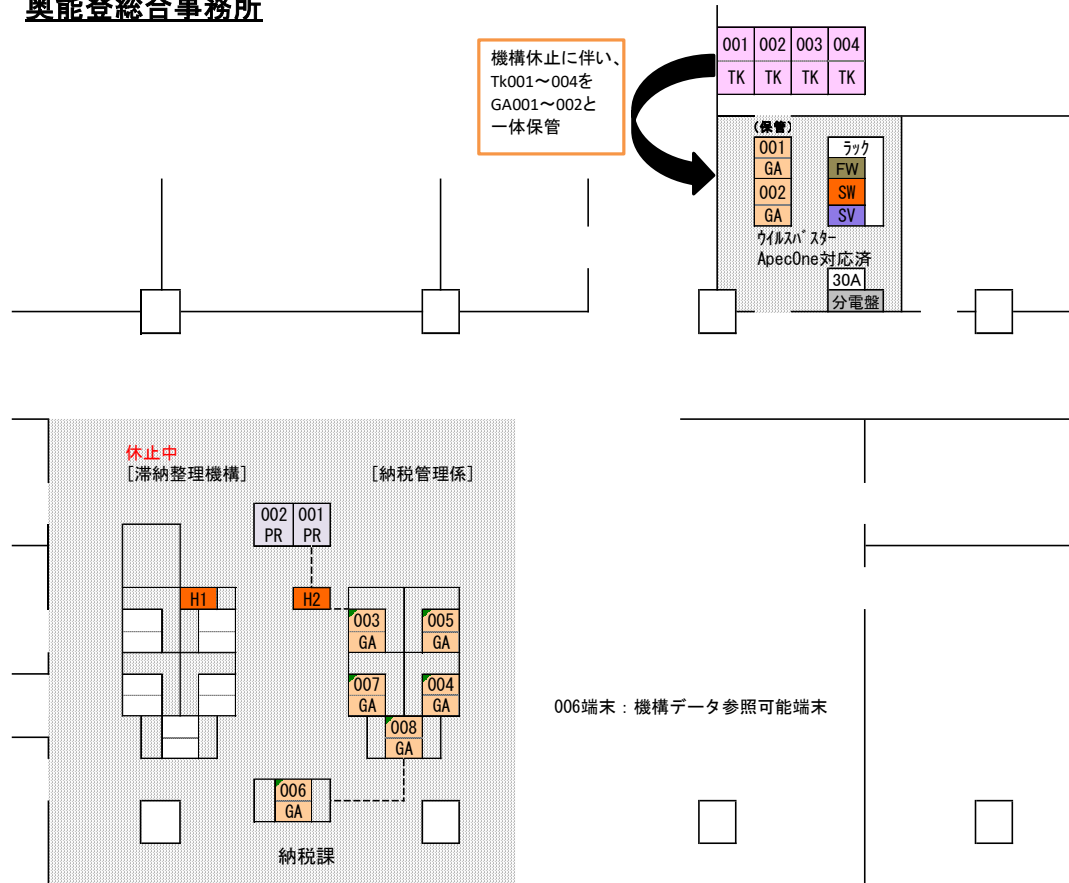 奥能登総合事務所
機構休止に伴い、
Tk001～004を
GA001～002と
一体保管
001 002 003 004
TK TK TK TK
(保管)
001
GA
002
GA
ラック
FW
SW
SV
ウイルスバスター
ApecOne対応済
30A
分電盤
休止中
[滞納整理機構]
[納税管理係]
002 001
PR PR
H1
H2
003
GA
005
GA
007
GA
004
GA
008
GA
006端末：機構データ参照可能端末
006
GA
納税課